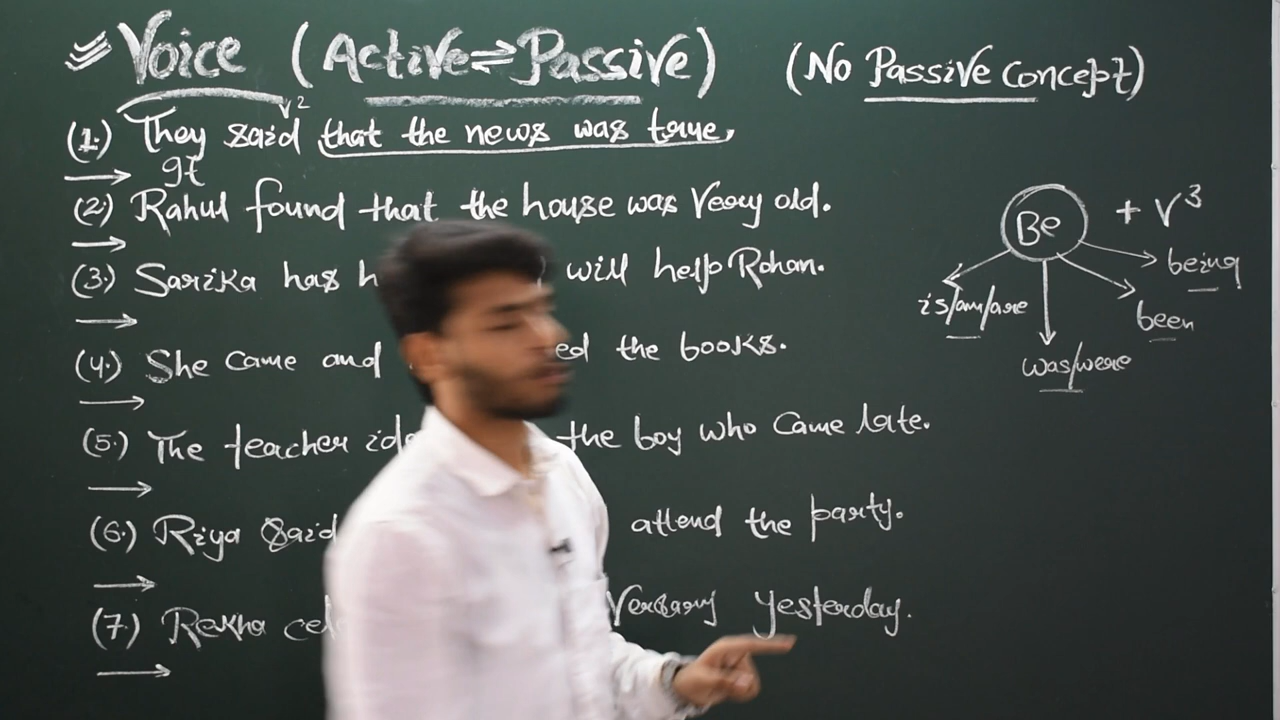 Voice (Active ⇌ Passive) (No Passive Concept)
V²
(1.) They said that the news was true.
→ It
(2.) Rahul found that the house was very old.
→
(3.) Sarika has will help Rohan.
→
(4.) She came and the books.
→
(5.) The teacher the boy who came late.
→
(6.) Riya said attend the party.
→
(7.) Rekha yesterday.
→
Be + V³
being
is/am/are
been
was/were